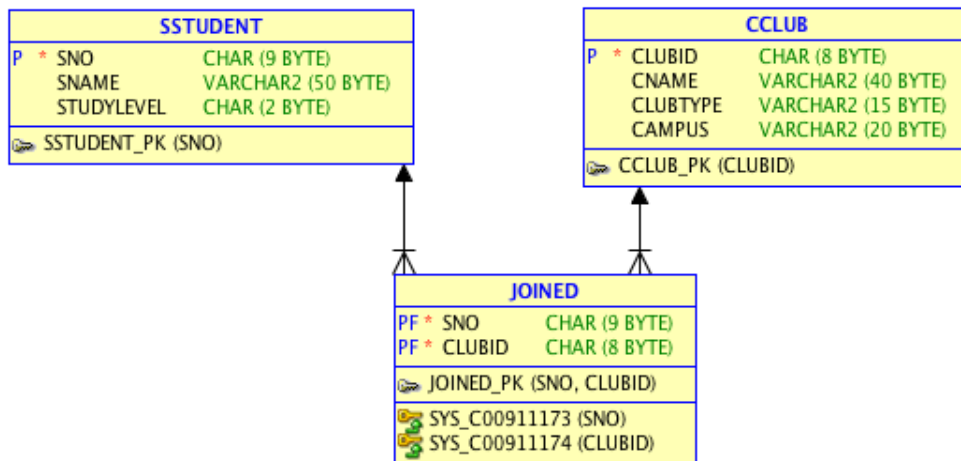 SSTUDENT
P * SNO CHAR (9 BYTE)
SNAME VARCHAR2 (50 BYTE)
STUDYLEVEL CHAR (2 BYTE)
SSTUDENT_PK (SNO)
CCLUB
P * CLUBID CHAR (8 BYTE)
CNAME VARCHAR2 (40 BYTE)
CLUBTYPE VARCHAR2 (15 BYTE)
CAMPUS VARCHAR2 (20 BYTE)
CCLUB_PK (CLUBID)
JOINED
PF * SNO CHAR (9 BYTE)
PF * CLUBID CHAR (8 BYTE)
JOINED_PK (SNO, CLUBID)
SYS_C00911173 (SNO)
SYS_C00911174 (CLUBID)